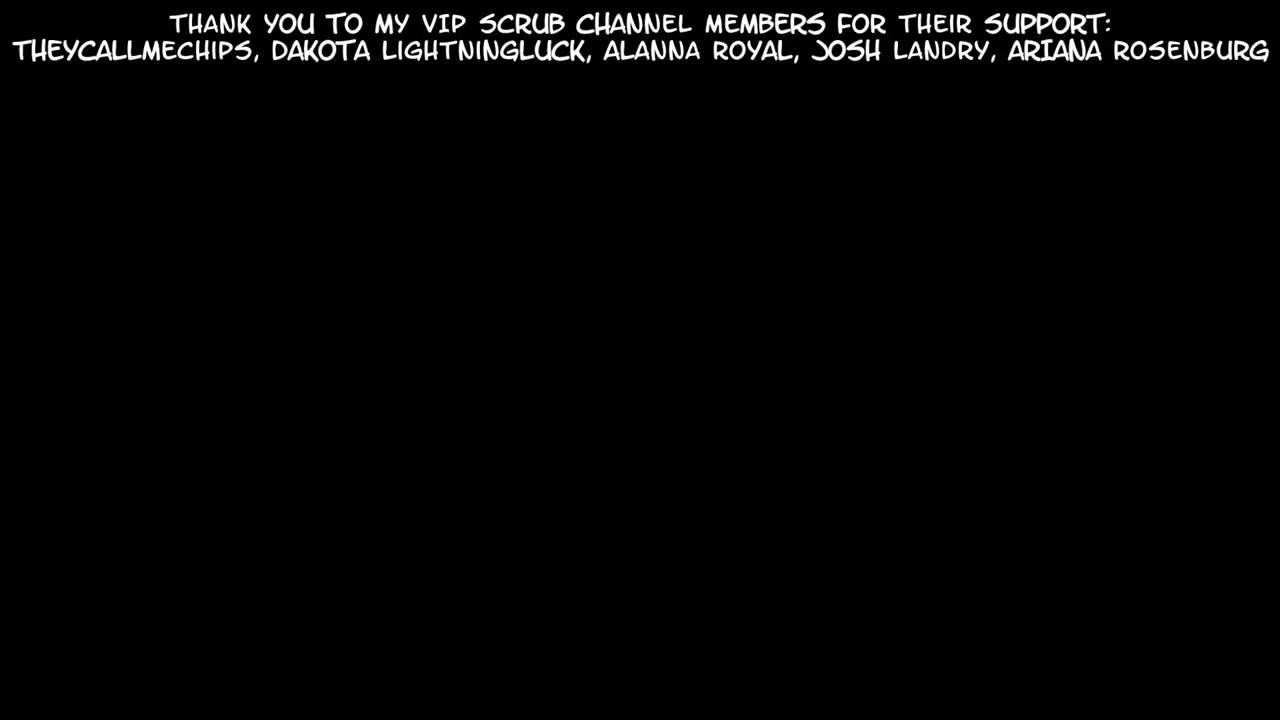 THANK YOU TO MY VIP SCRUB CHANNEL MEMBERS FOR THEIR SUPPORT:
THEYCALLMECHIPS, DAKOTA LIGHTNINGLUCK, ALANNA ROYAL, JOSH LANDRY, ARIANA ROSENBURG